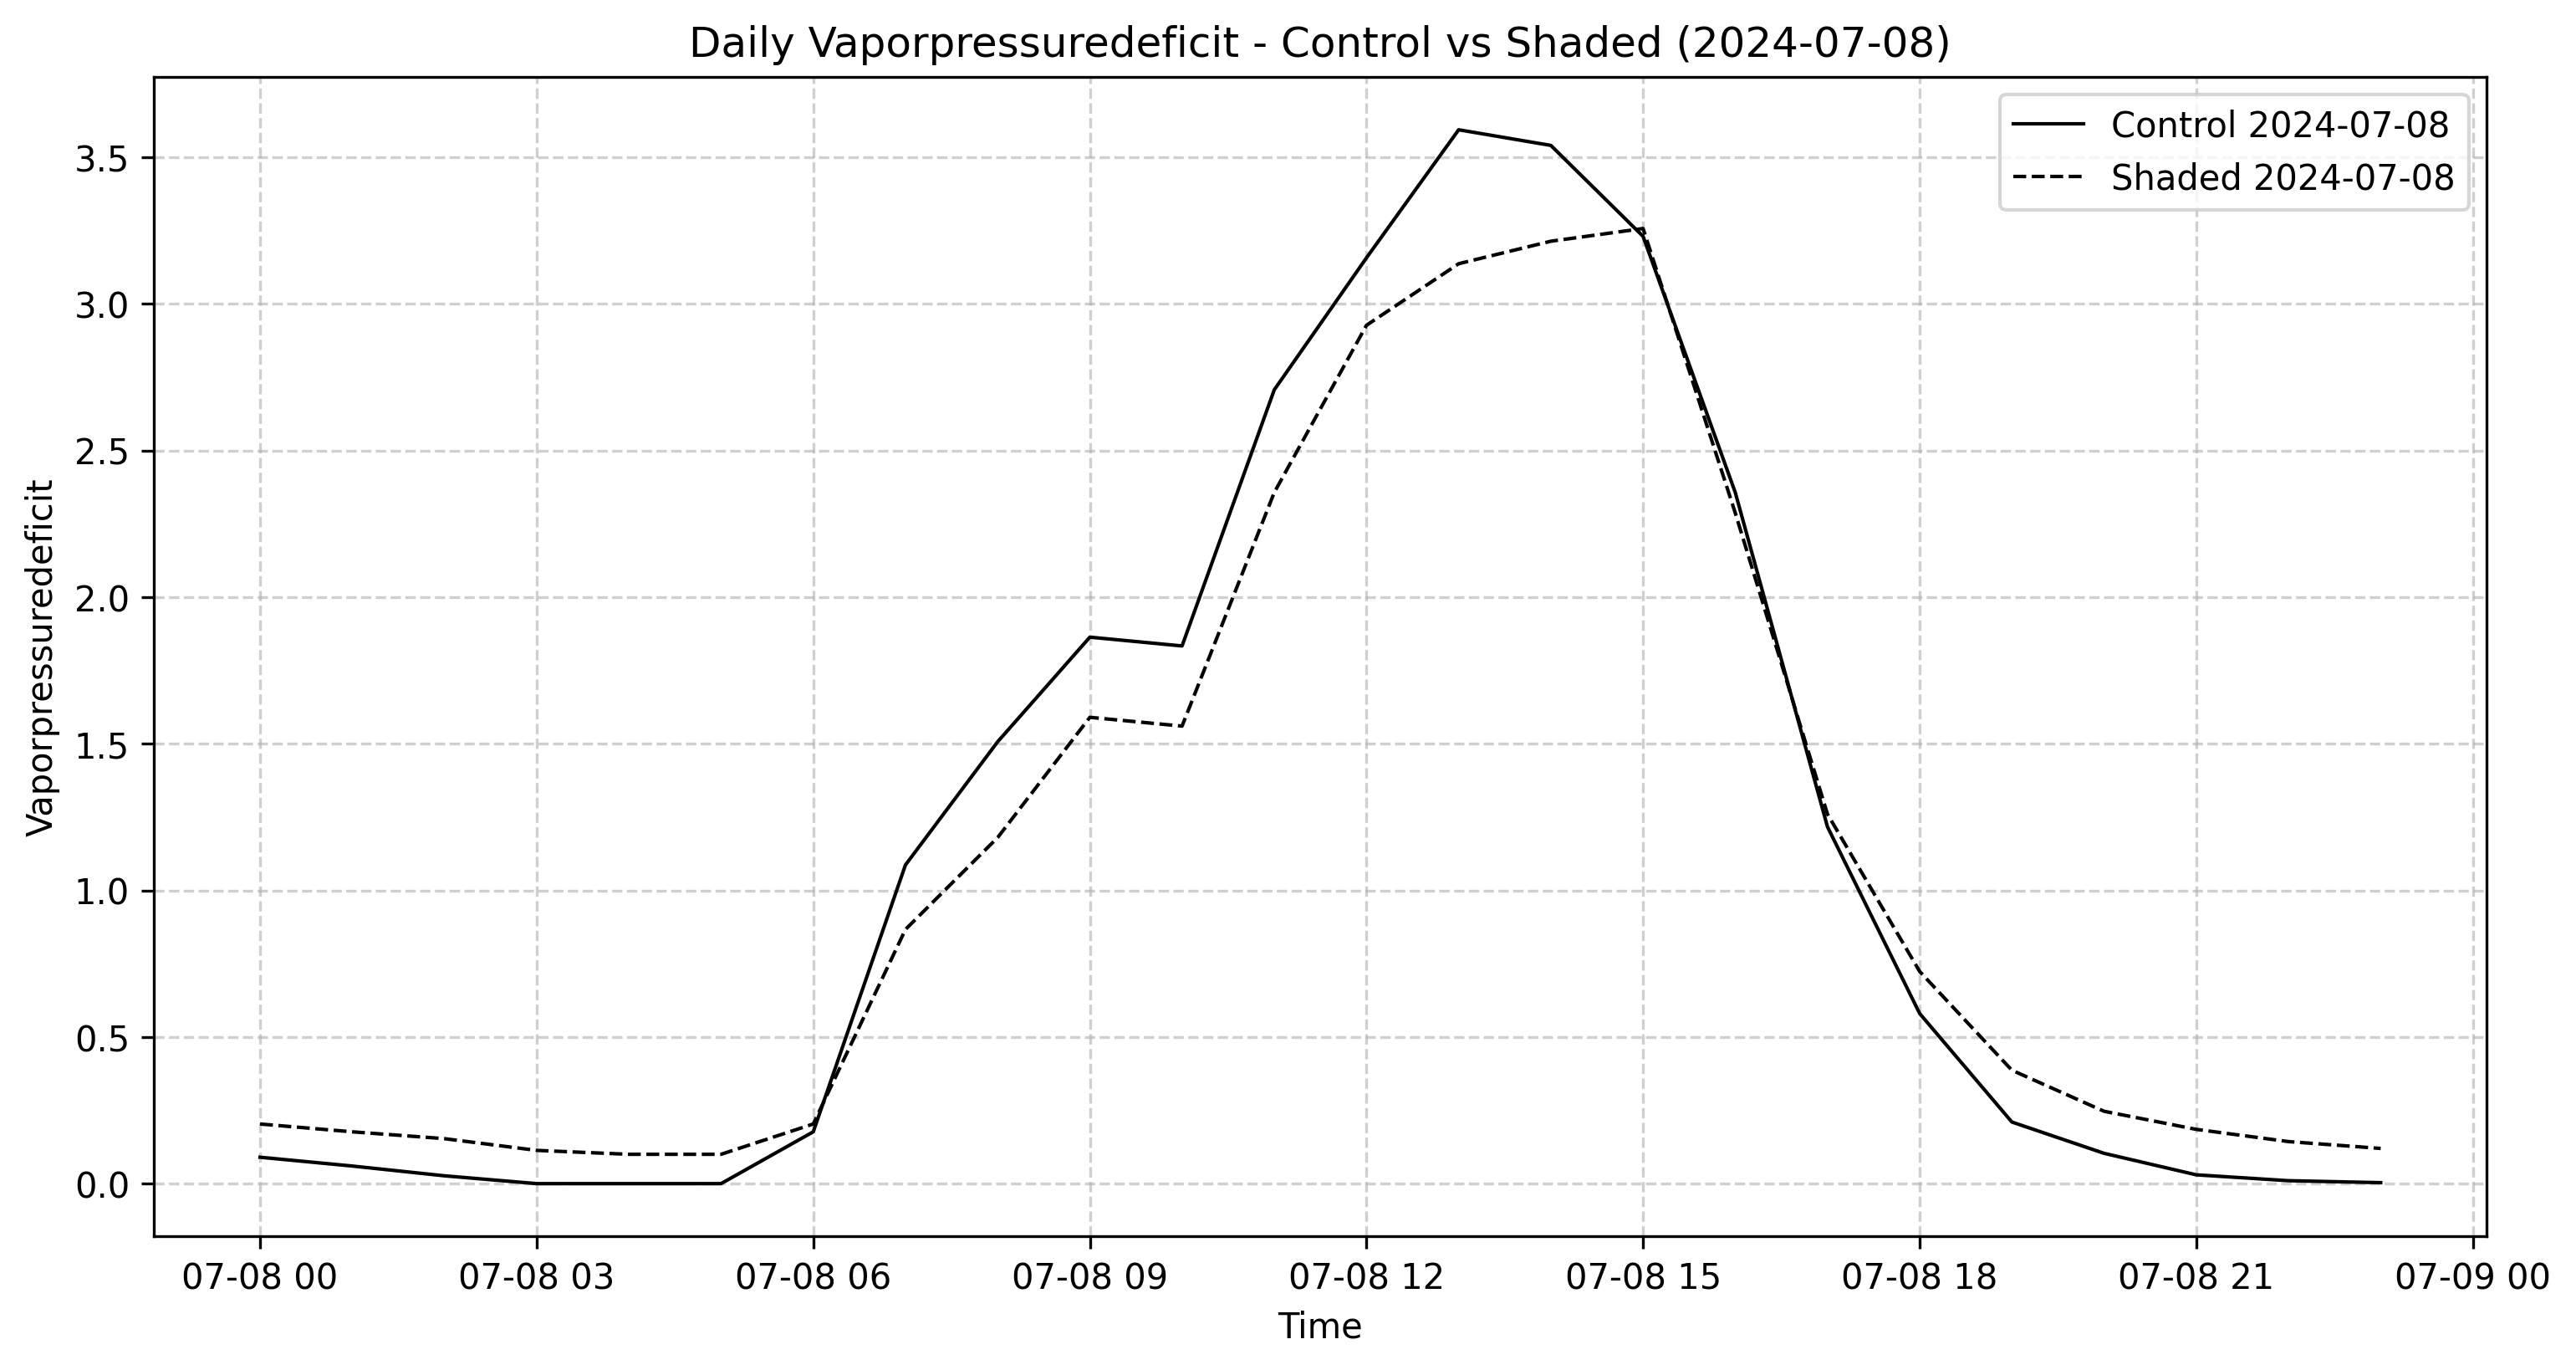 Daily Vaporpressuredeficit - Control vs Shaded (2024-07-08)
Control 2024-07-08
Shaded 2024-07-08
3.5
3.0
2.5
2.0
1.5
1.0
0.5
0.0
Vaporpressuredeficit
07-08 00 07-08 03 07-08 06 07-08 09 07-08 12 07-08 15 07-08 18 07-08 21 07-09 00
Time